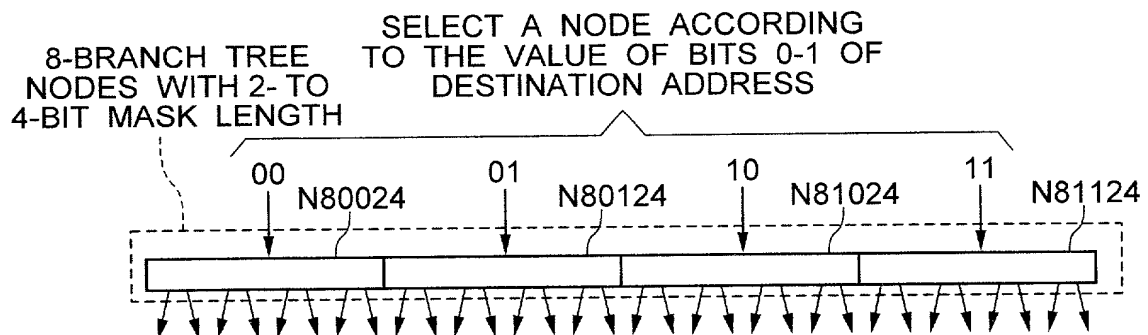 8-BRANCH TREE
NODES WITH 2- TO
4-BIT MASK LENGTH
SELECT A NODE ACCORDING
TO THE VALUE OF BITS 0-1 OF
DESTINATION ADDRESS
00
01
10
11
N80024
N80124
N81024
N81124